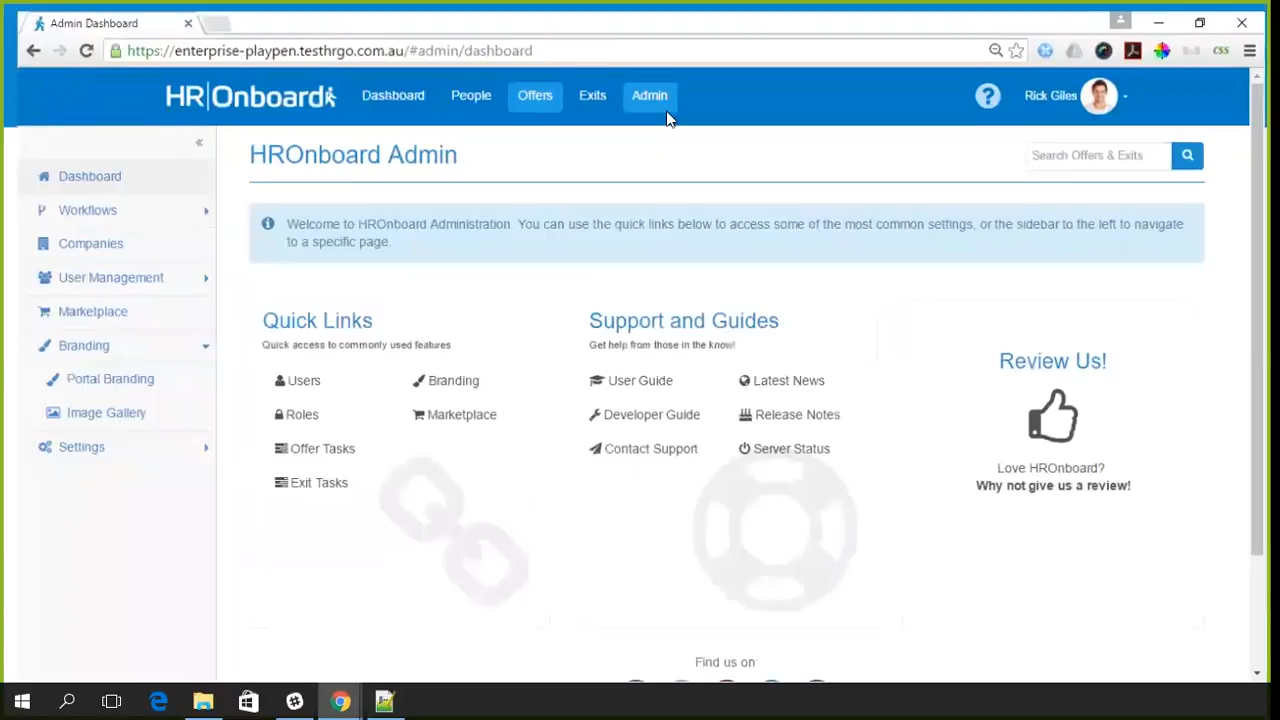 Admin Dashboard
https://enterprise-playpen.testhrgo.com.au/#admin/dashboard
CSS
HR|Onboard
Dashboard
People
Offers
Exits
Admin
?
Rick Giles
«
Dashboard
Workflows
Companies
User Management
Marketplace
Branding
Portal Branding
Image Gallery
Settings
HROnboard Admin
Search Offers & Exits
Welcome to HROnboard Administration. You can use the quick links below to access some of the most common settings, or the sidebar to the left to navigate
to a specific page.
Quick Links
Quick access to commonly used features
Users
Branding
Roles
Marketplace
Offer Tasks
Exit Tasks
Support and Guides
Get help from those in the know!
User Guide
Latest News
Developer Guide
Release Notes
Contact Support
Server Status
Review Us!
Love HROnboard?
Why not give us a review!
Find us on